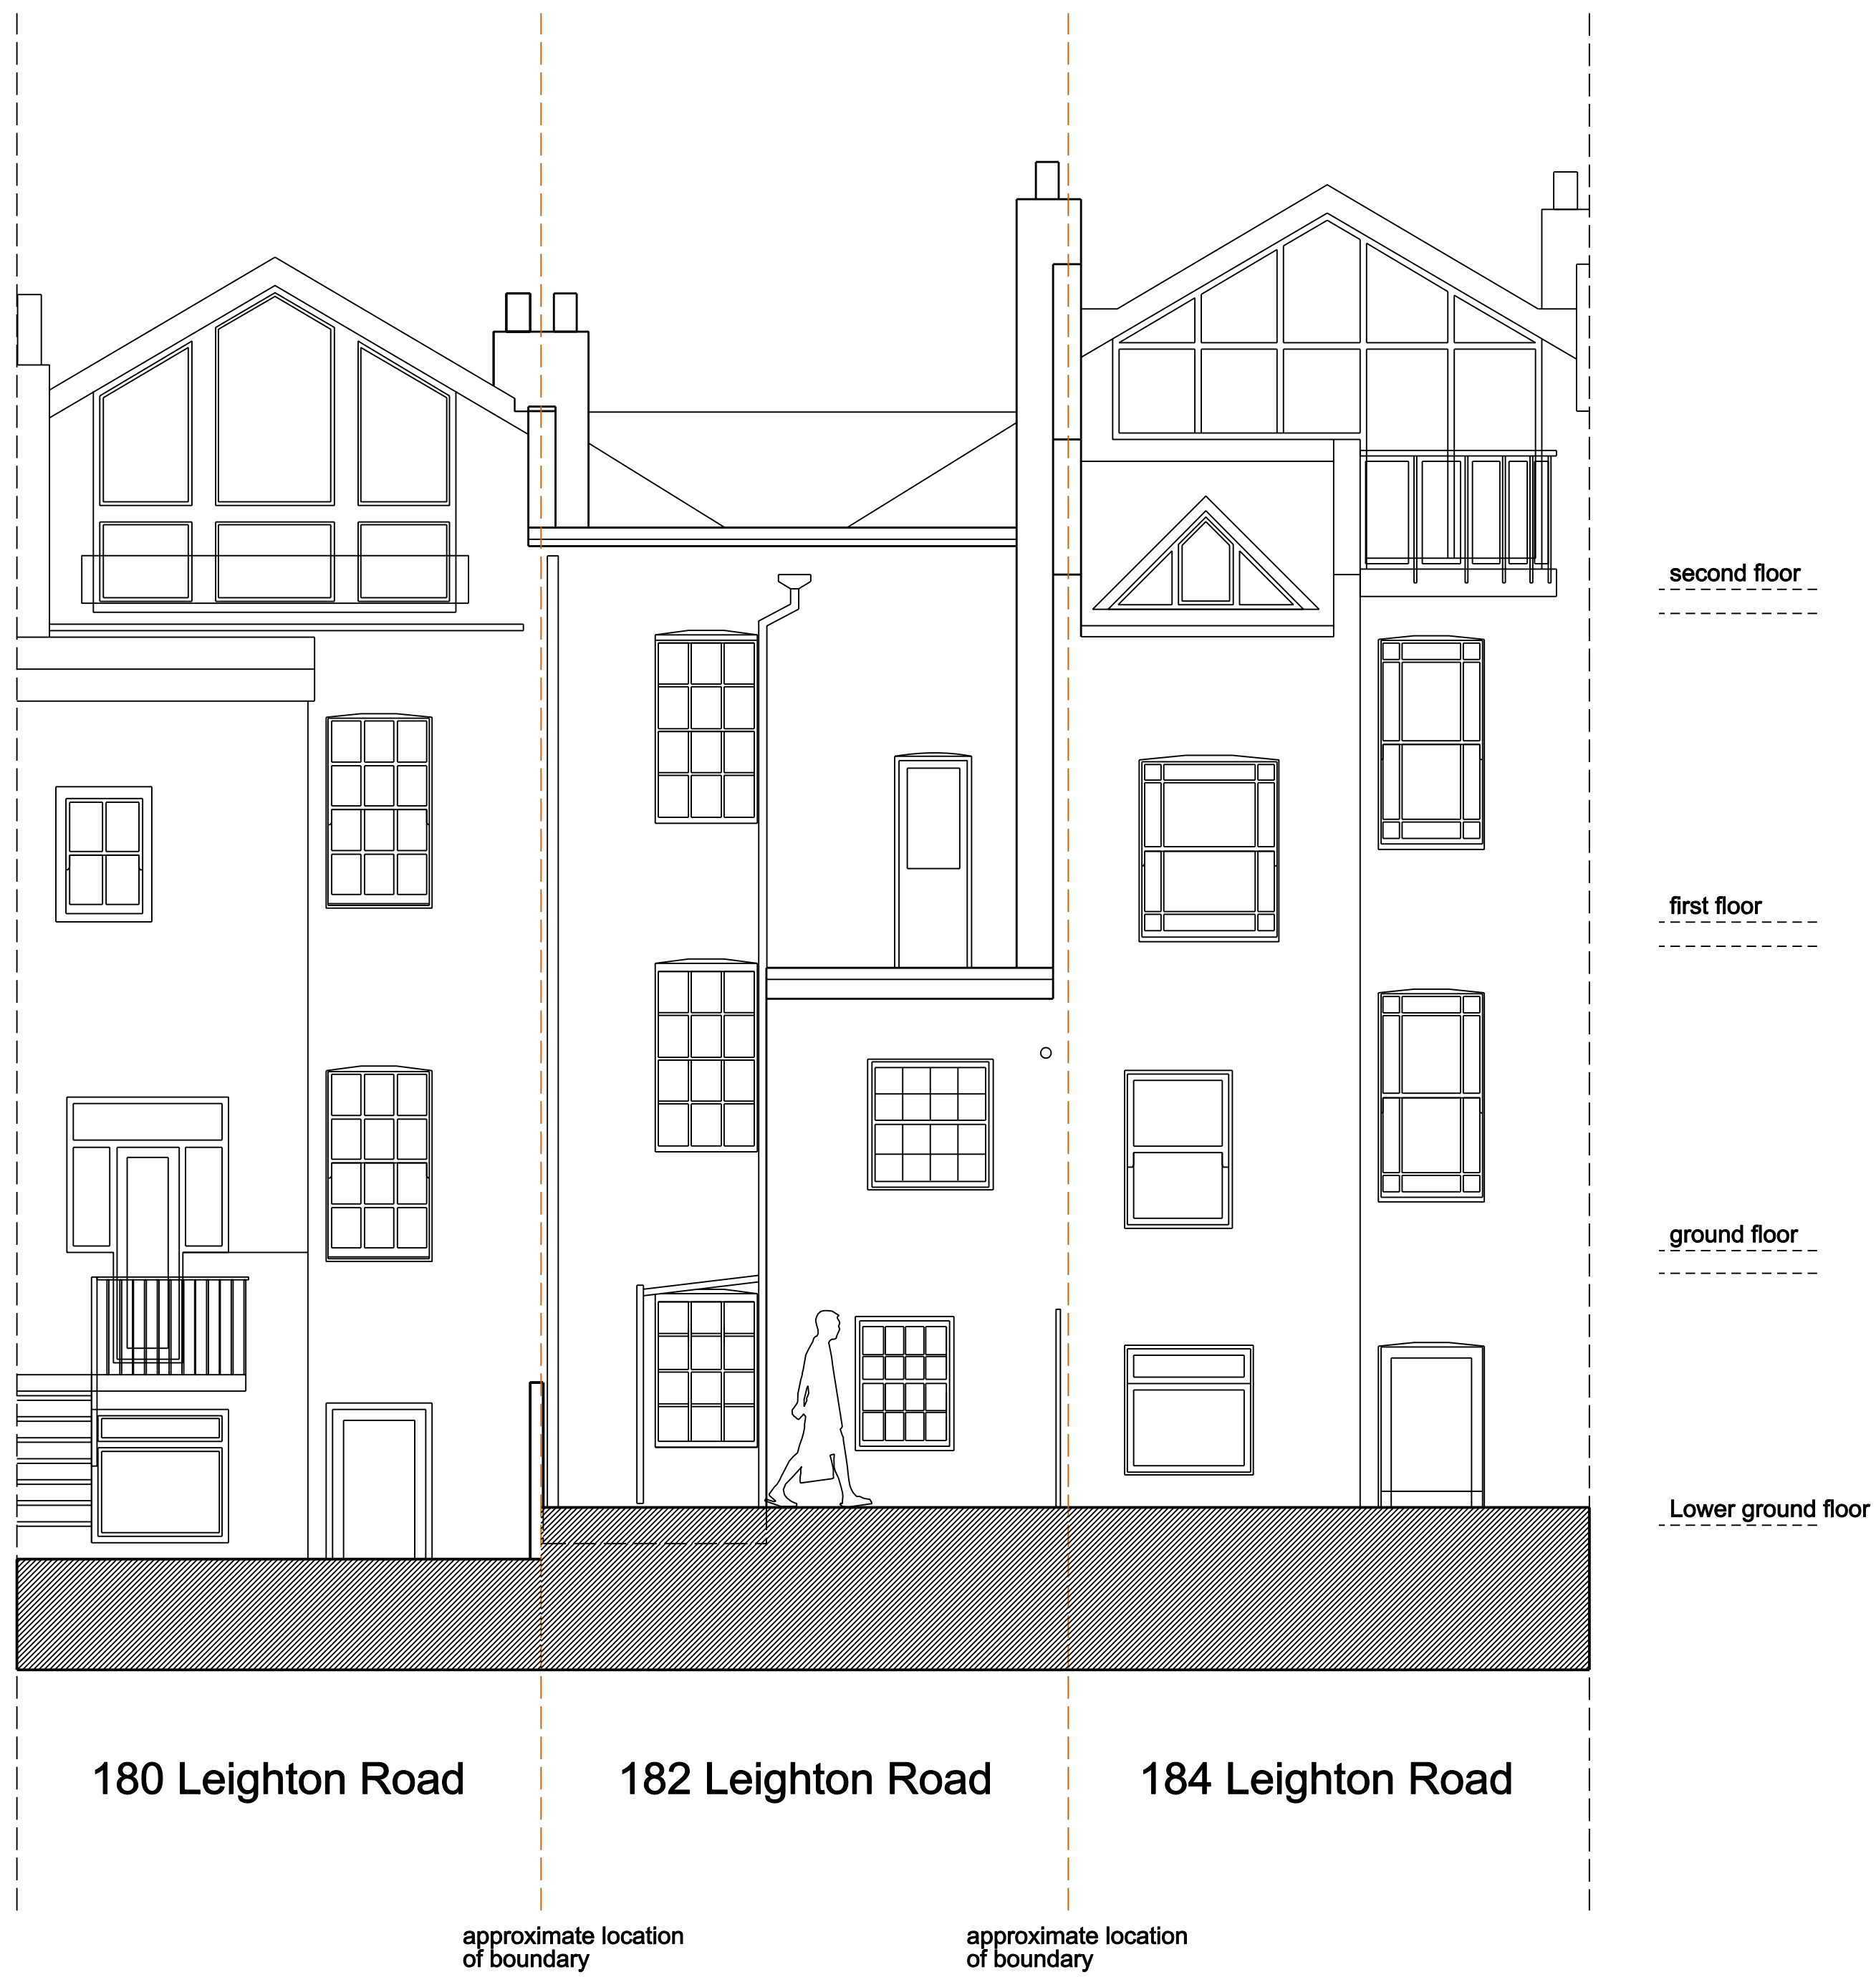 second floor
first floor
ground floor
Lower ground floor
180 Leighton Road
182 Leighton Road
184 Leighton Road
approximate location
of boundary
approximate location
of boundary